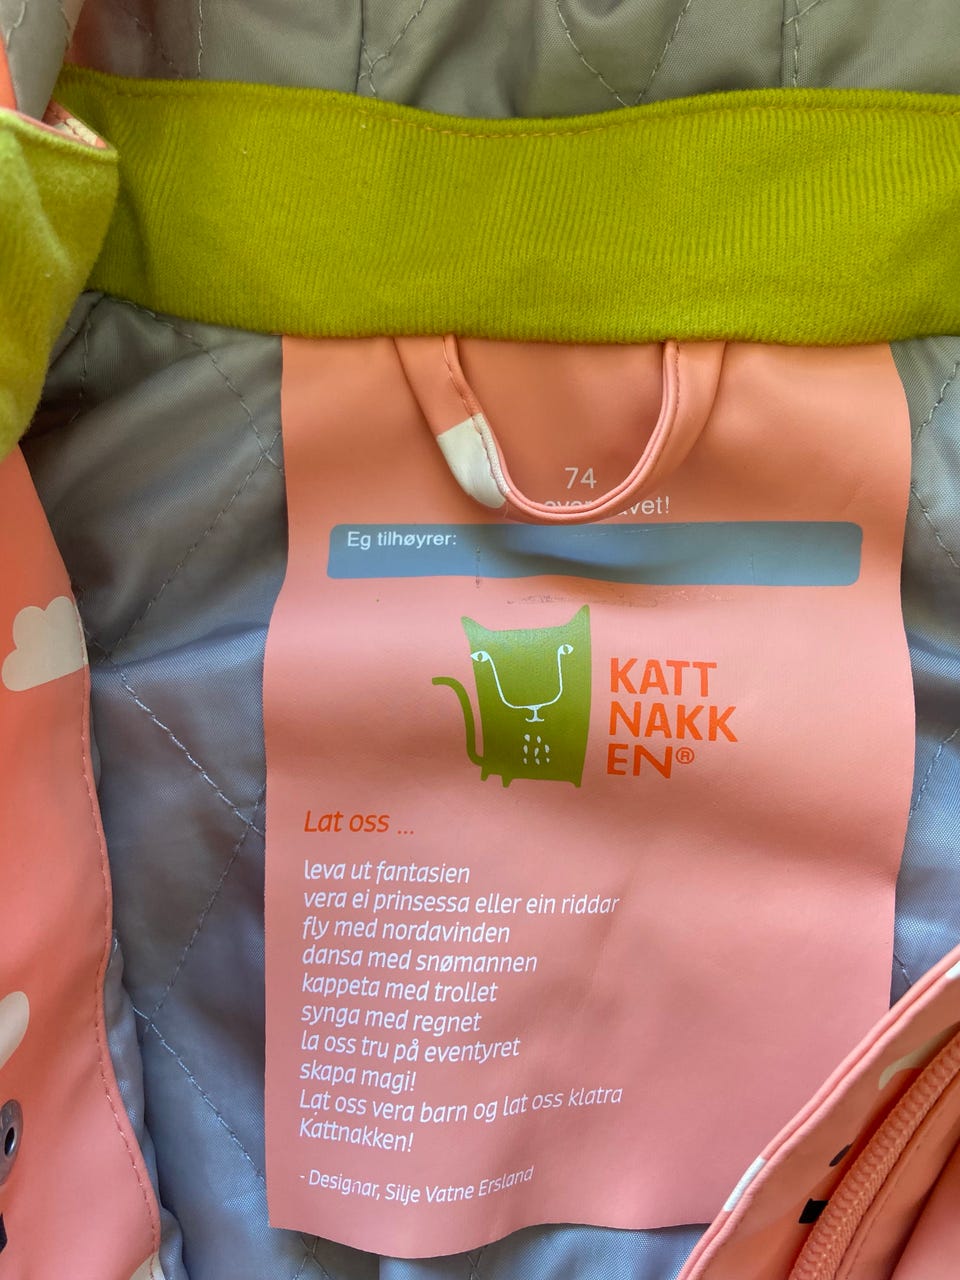 74
Eg tilhøyrer:
KATT
NAKK
EN®
Lat oss ...
leva ut fantasien
vera ei prinsessa eller ein riddar
fly med nordavinden
dansa med snømannen
kappeta med trollet
synga med regnet
la oss tru på eventyret
skapa magi!
Lat oss vera barn og lat oss klatra
Kattnakken!
- Designar, Silje Vatne Ersland